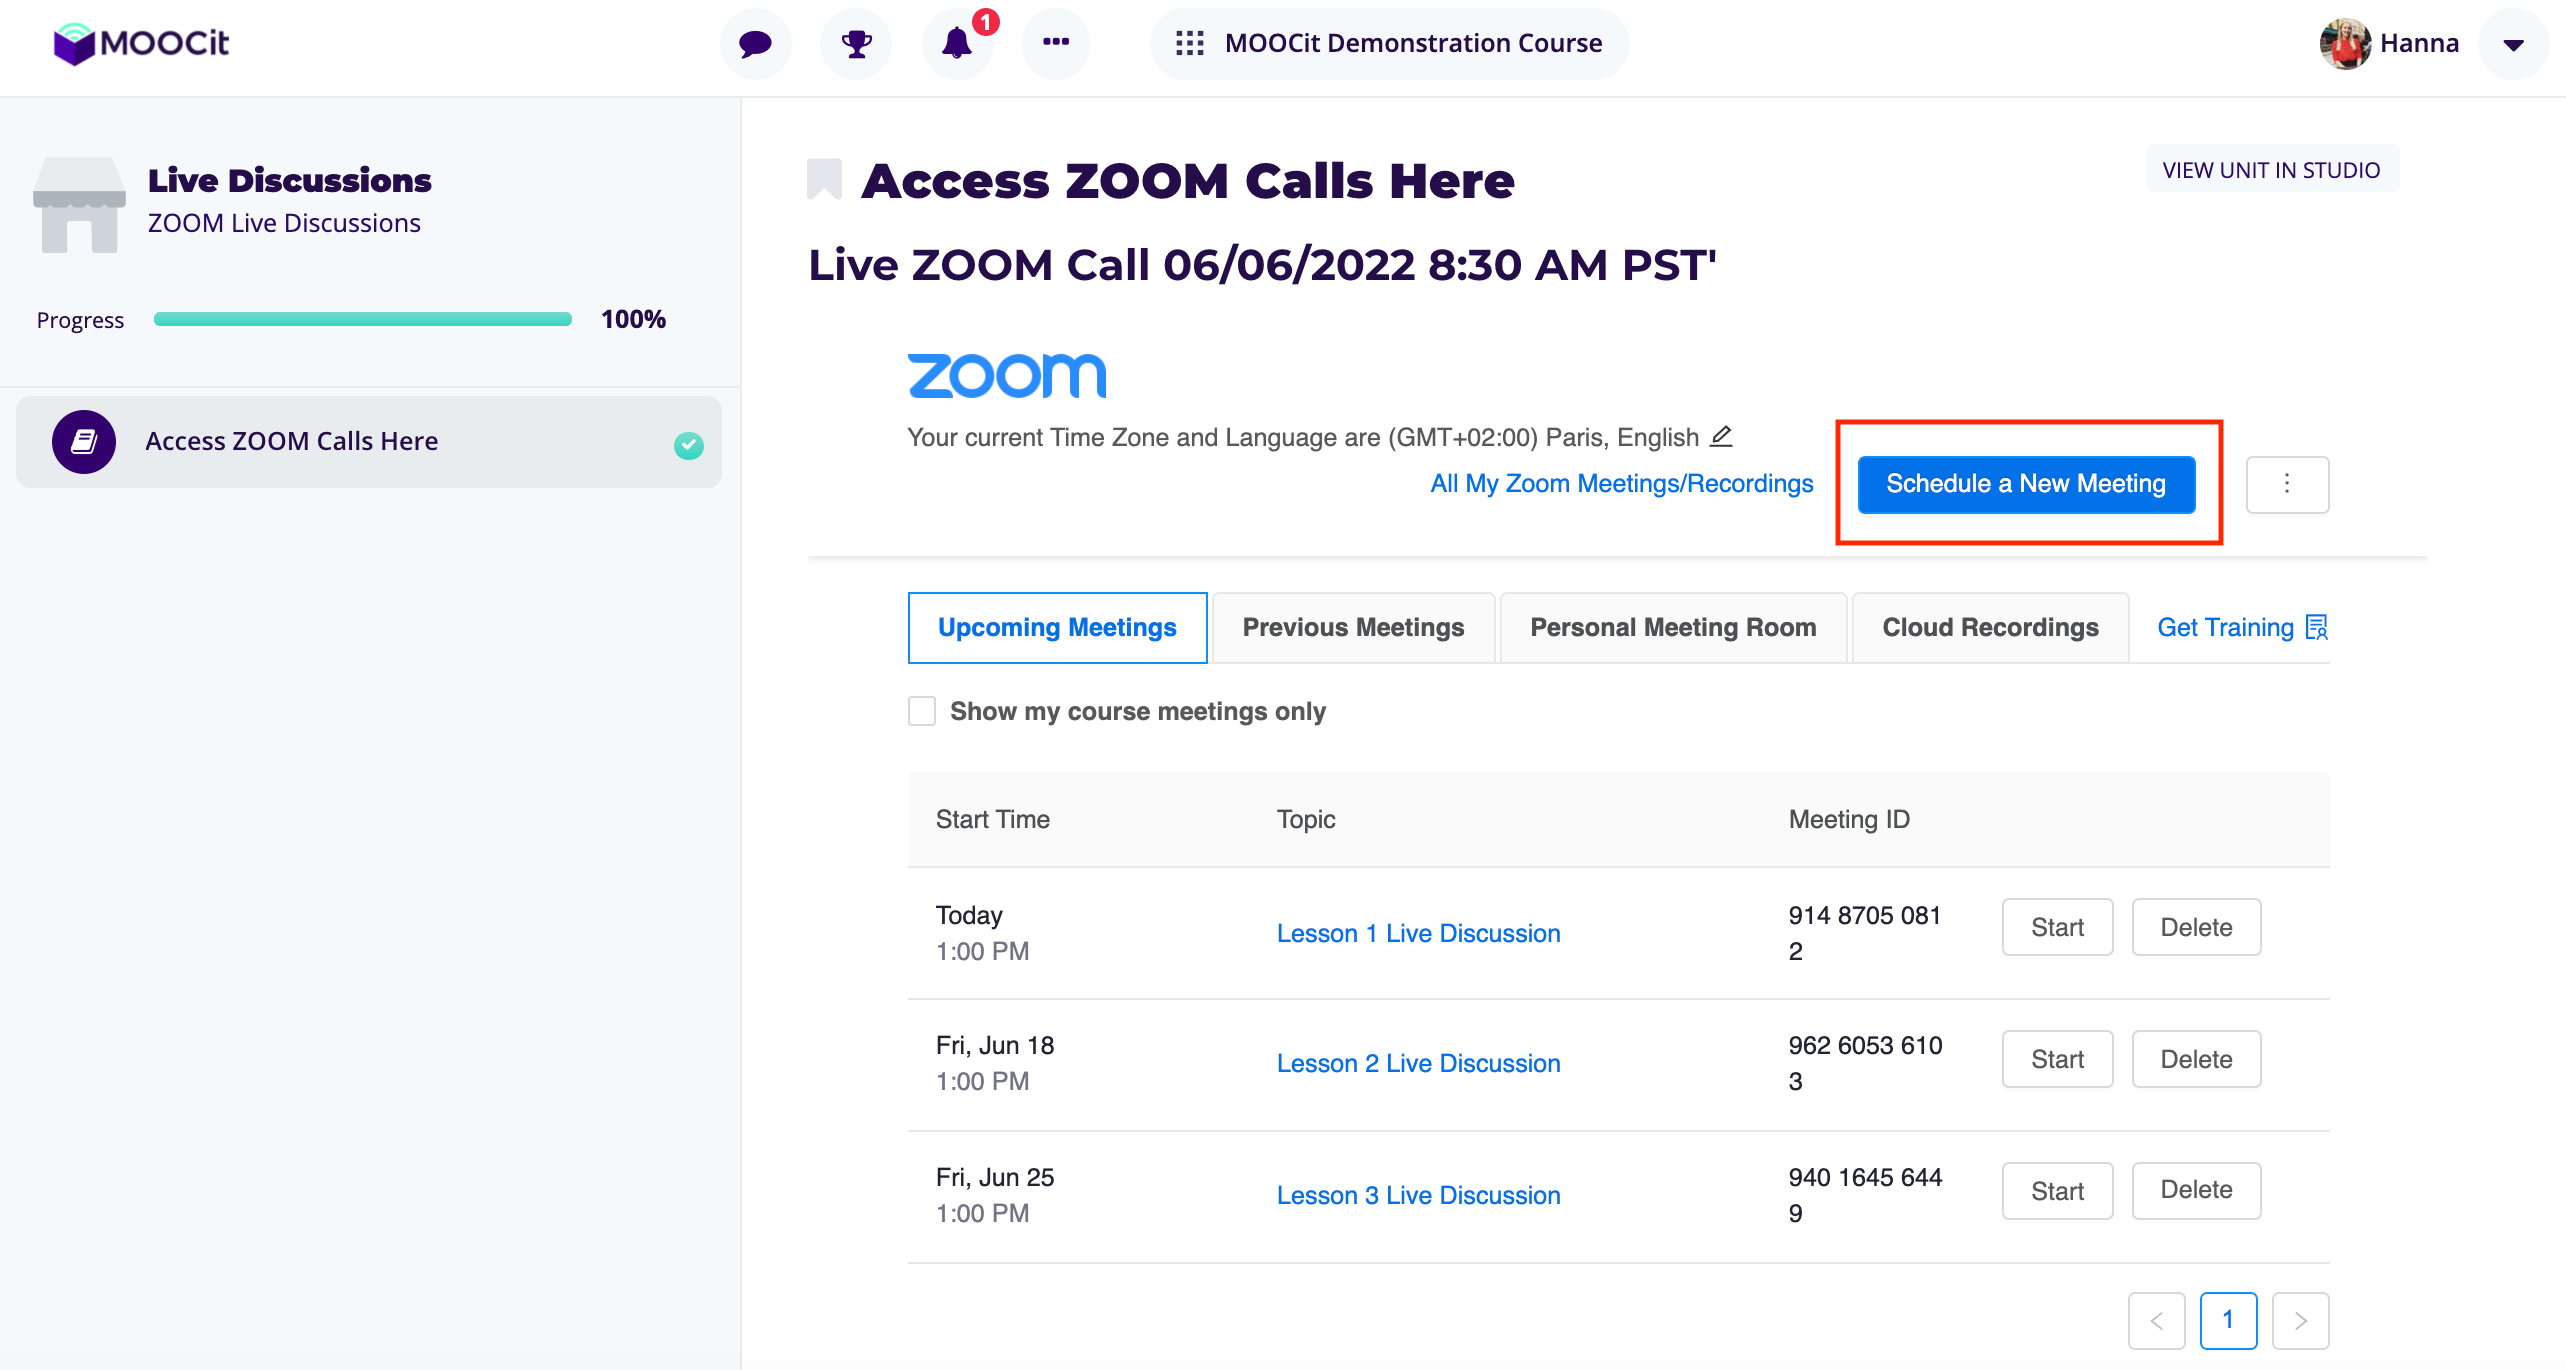 MOOCit
1
MOOCit Demonstration Course
Hanna
Live Discussions
ZOOM Live Discussions
Progress 100%
Access ZOOM Calls Here
Access ZOOM Calls Here
VIEW UNIT IN STUDIO
Live ZOOM Call 06/06/2022 8:30 AM PST'
zoom
Your current Time Zone and Language are (GMT+02:00) Paris, English
All My Zoom Meetings/Recordings
Schedule a New Meeting
Upcoming Meetings
Previous Meetings
Personal Meeting Room
Cloud Recordings
Get Training
Show my course meetings only
Start Time Topic Meeting ID
Today
1:00 PM
Lesson 1 Live Discussion
914 8705 081
2
Start
Delete
Fri, Jun 18
1:00 PM
Lesson 2 Live Discussion
962 6053 610
3
Start
Delete
Fri, Jun 25
1:00 PM
Lesson 3 Live Discussion
940 1645 644
9
Start
Delete
< 1 >